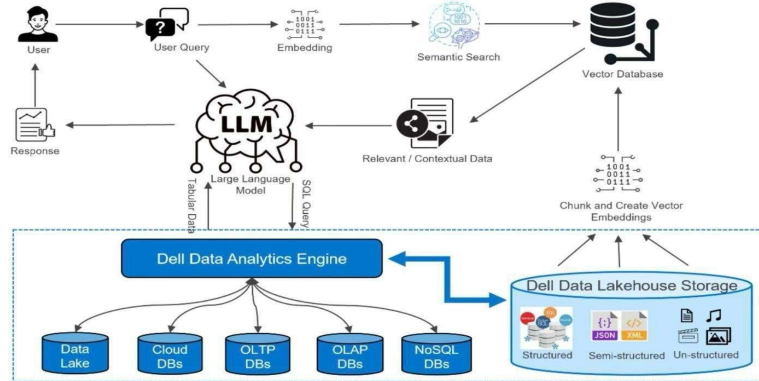 User
User Query
Embedding
1001
0011
0111
Semantic Search
Vector Database
?
LLM
Large Language
Model
Response
Relevant / Contextual Data
1001
0011
0111
Chunk and Create Vector
Embeddings
Tabular Data
SQL Query
Dell Data Analytics Engine
Dell Data Lakehouse Storage
{:}
JSON
</>
XML
Structured
Semi-structured
Un-structured
Data
Lake
Cloud
DBs
OLTP
DBs
OLAP
DBs
NoSQL
DBs